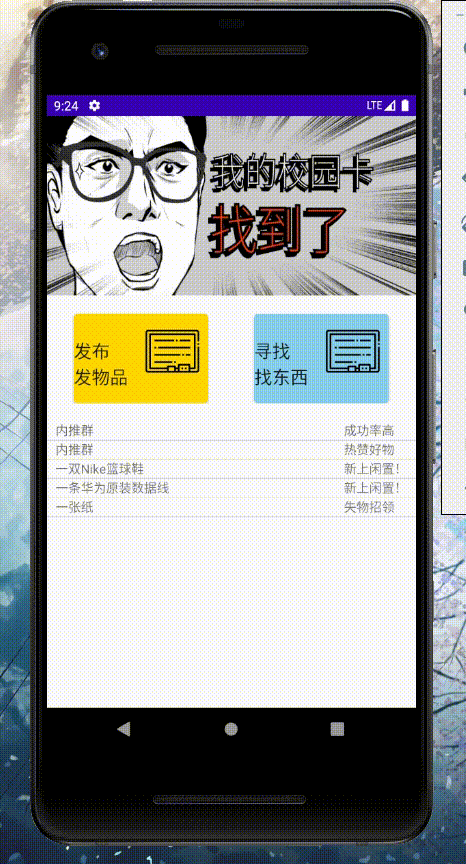 9:24
LTE
我的校园卡
找到了
发布
发物品
寻找
找东西
内推群 成功率高
内推群 热赞好物
一双Nike篮球鞋 新上闲置!
一条华为原装数据线 新上闲置!
一张纸 失物招领